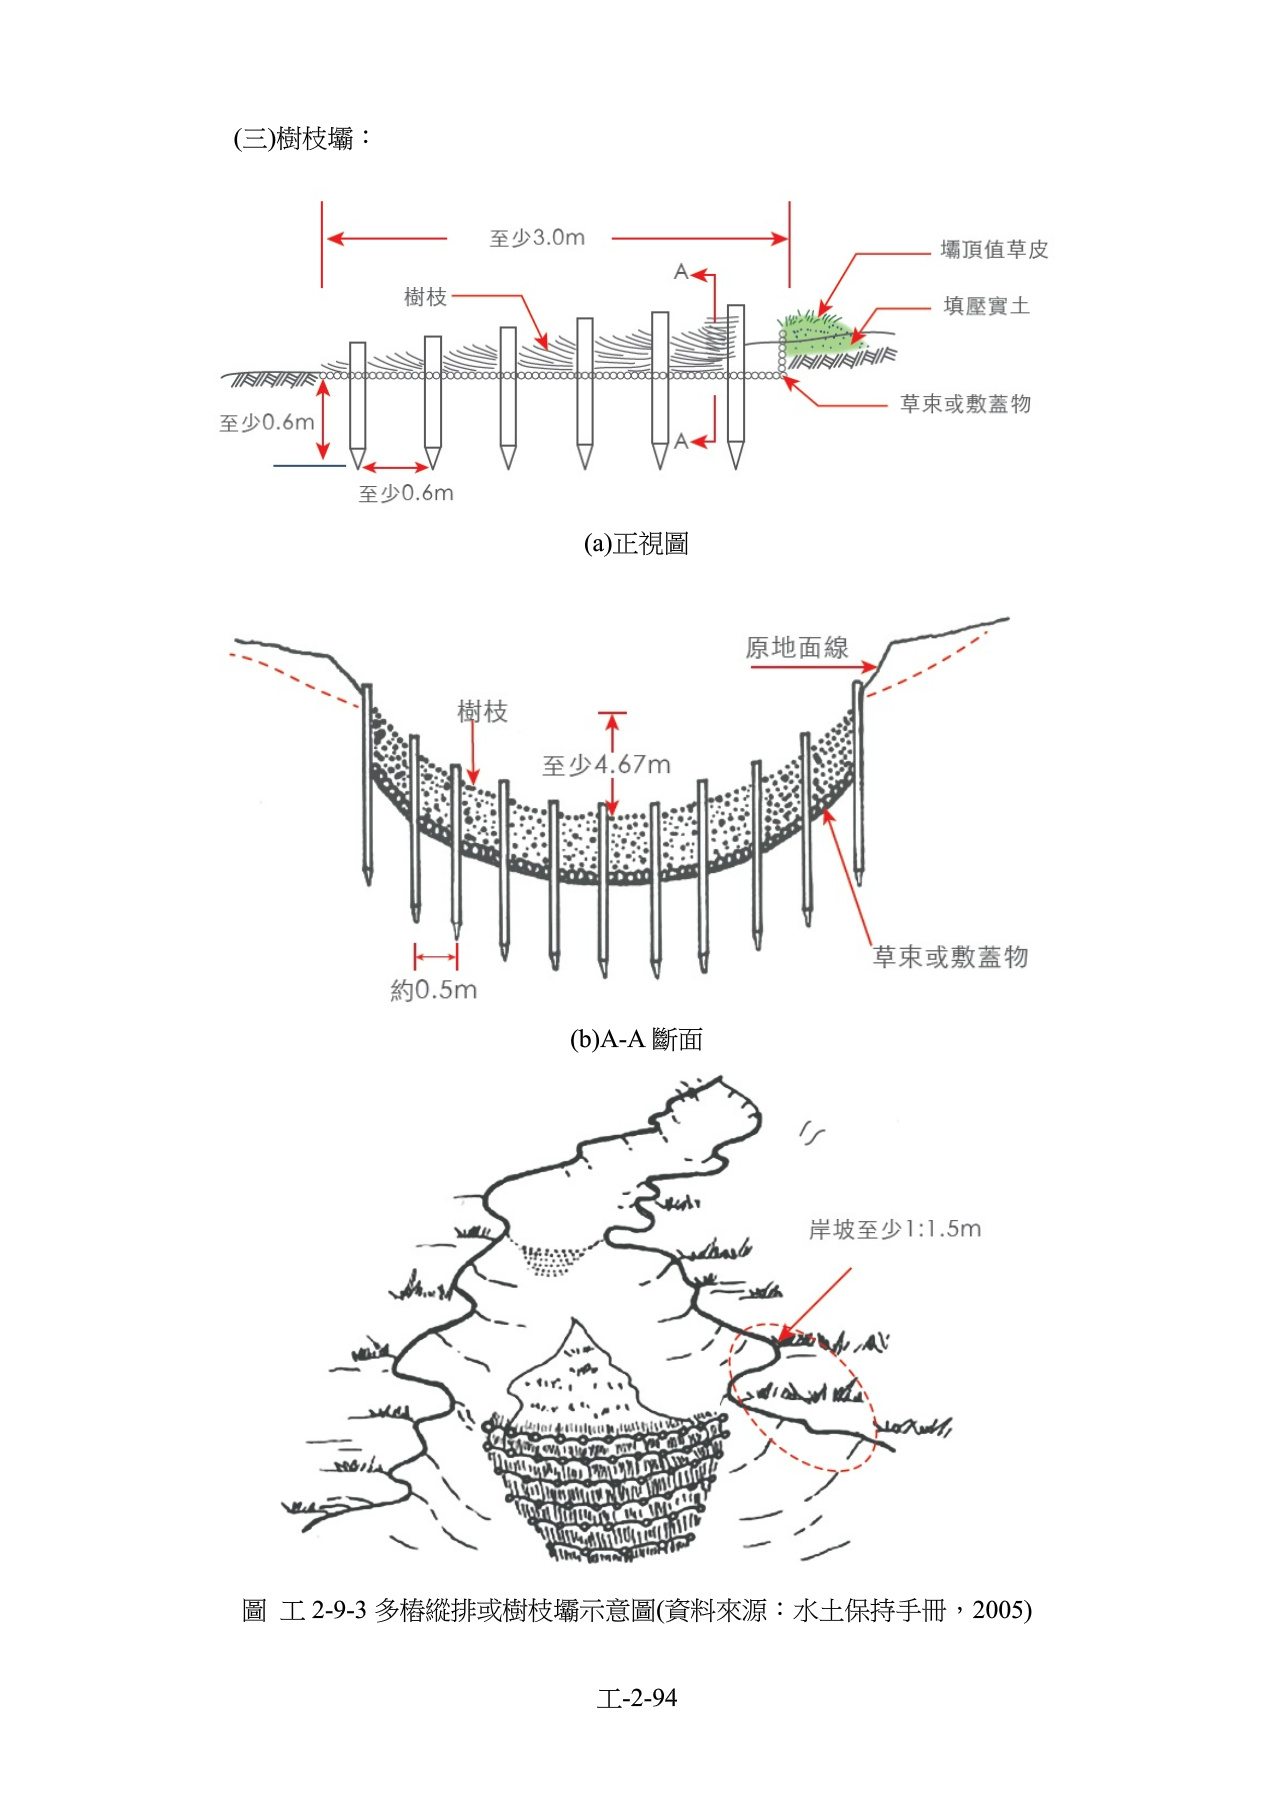 (三)樹枝壩：
至少3.0m
壩頂值草皮
A
樹枝
填壓實土
草束或敷蓋物
至少0.6m
A
至少0.6m
(a)正視圖
原地面線
樹枝
至少4.67m
草束或敷蓋物
約0.5m
(b)A-A 斷面
岸坡至少1:1.5m
圖 工 2-9-3 多樁縱排或樹枝壩示意圖(資料來源：水土保持手冊，2005)
工-2-94